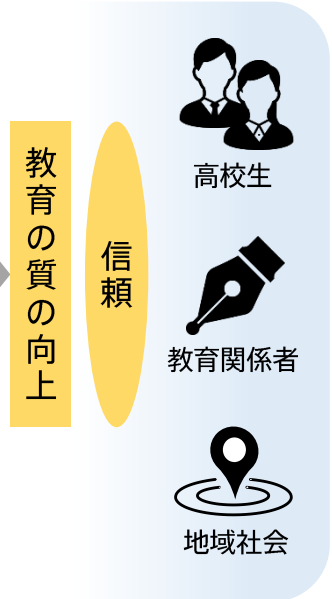 教育の質の向上
信頼
高校生
教育関係者
地域社会